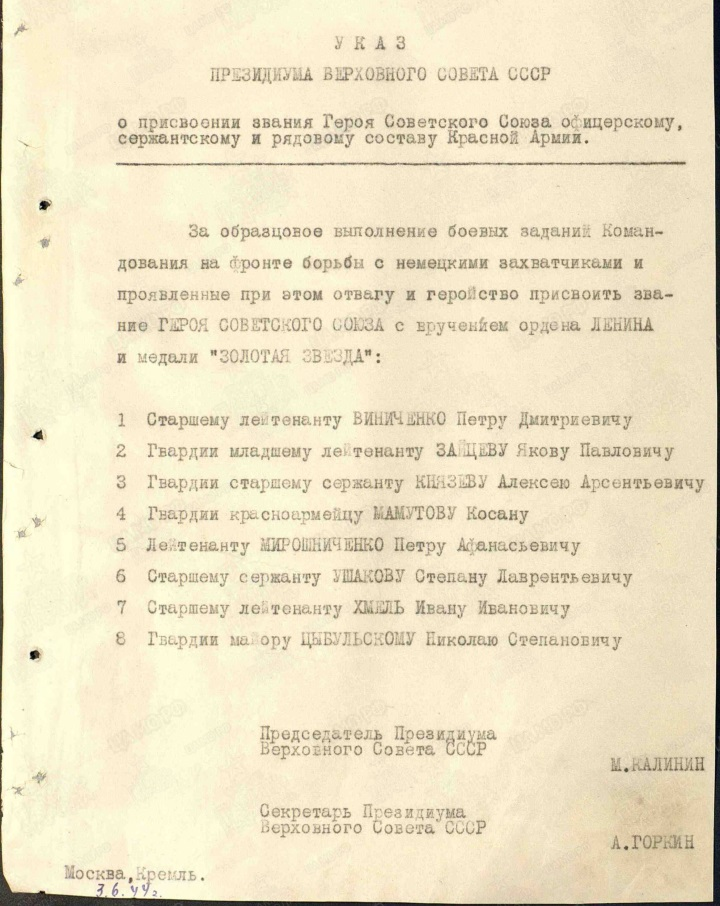 У К А З
ПРЕЗИДИУМА ВЕРХОВНОГО СОВЕТА СССР
о присвоении звания Героя Советского Союза офицерскому,
сержантскому и рядовому составу Красной Армии.
За образцовое выполнение боевых заданий Коман-
дования на фронте борьбы с немецкими захватчиками и
проявленные при этом отвагу и геройство присвоить зва-
ние ГЕРОЯ СОВЕТСКОГО СОЮЗА с вручением ордена ЛЕНИНА
и медали "ЗОЛОТАЯ ЗВЕЗДА":
1 Старшему лейтенанту ВИНИЧЕНКО Петру Дмитриевичу
2 Гвардии младшему лейтенанту ЗАЙЦЕВУ Якову Павловичу
3 Гвардии старшему сержанту КНЯЗЕВУ Алексею Арсентьевичу
4 Гвардии красноармейцу МАМУТОВУ Косану
5 Лейтенанту МИРОШНИЧЕНКО Петру Афанасьевичу
6 Старшему сержанту УШАКОВУ Степану Лаврентьевичу
7 Старшему лейтенанту ХМЕЛЬ Ивану Ивановичу
8 Гвардии майору ЦЫБУЛЬСКОМУ Николаю Степановичу
Председатель Президиума
Верховного Совета СССР
М.КАЛИНИН
Секретарь Президиума
Верховного Совета СССР
А.ГОРКИН
Москва,Кремль.
3.6.44г.